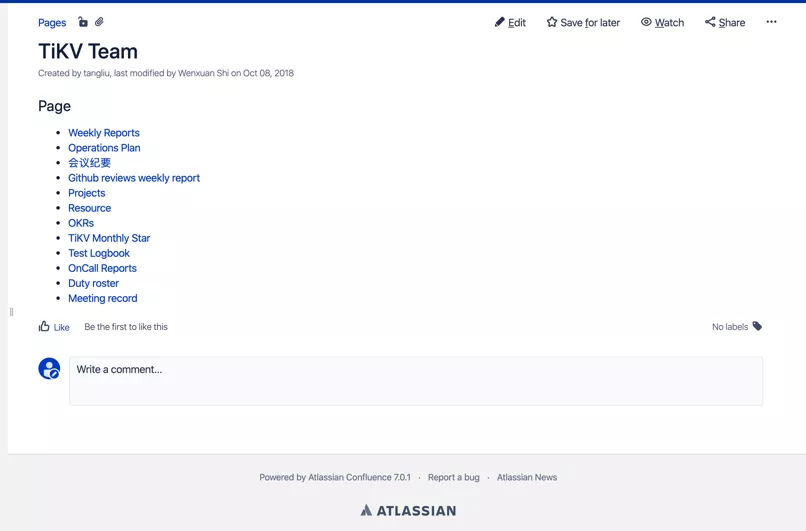 Pages Edit Save for later Watch Share
TiKV Team
Created by tangliu, last modified by Wenxuan Shi on Oct 08, 2018
Page
Weekly Reports
Operations Plan
会议纪要
Github reviews weekly report
Projects
Resource
OKRs
TiKV Monthly Star
Test Logbook
OnCall Reports
Duty roster
Meeting record
Like Be the first to like this No labels
Write a comment...
Powered by Atlassian Confluence 7.0.1 · Report a bug · Atlassian News
ATLASSIAN